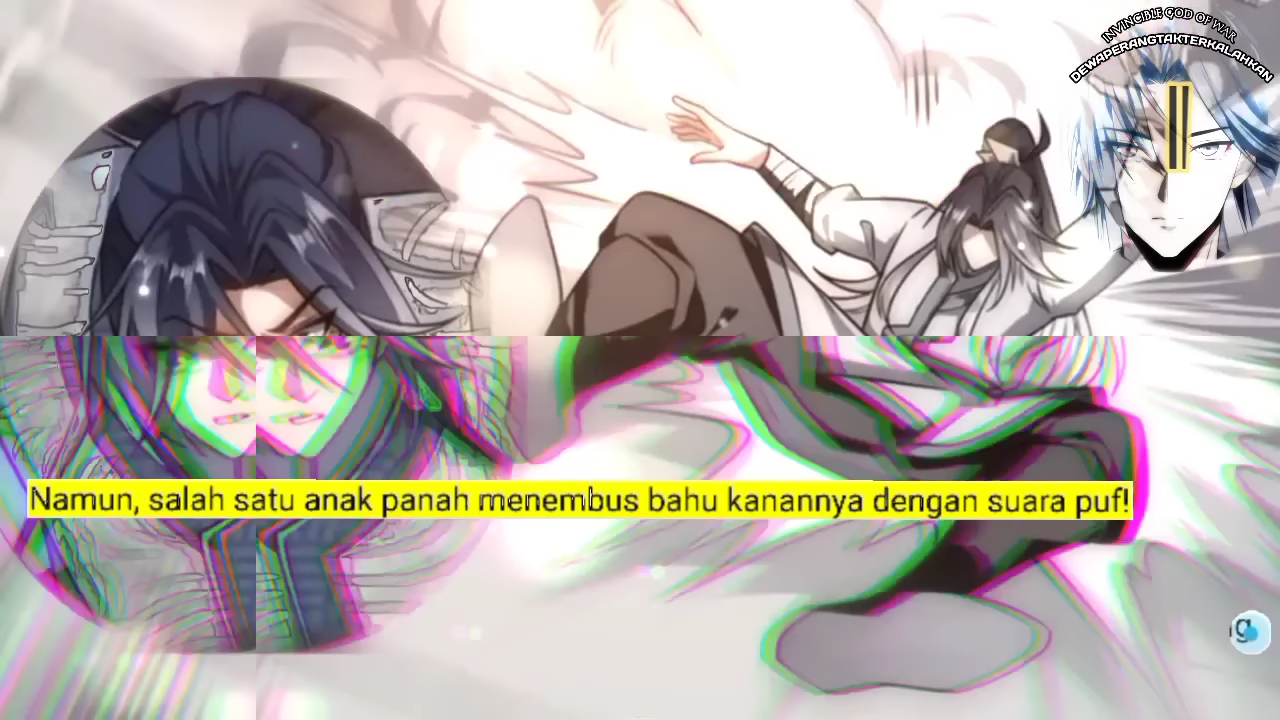 INVINCIBLE GOD OF WAR
DEWAPERANGTAKTERKALAHKAN
Namun, salah satu anak panah menembus bahu kanannya dengan suara puf!
g